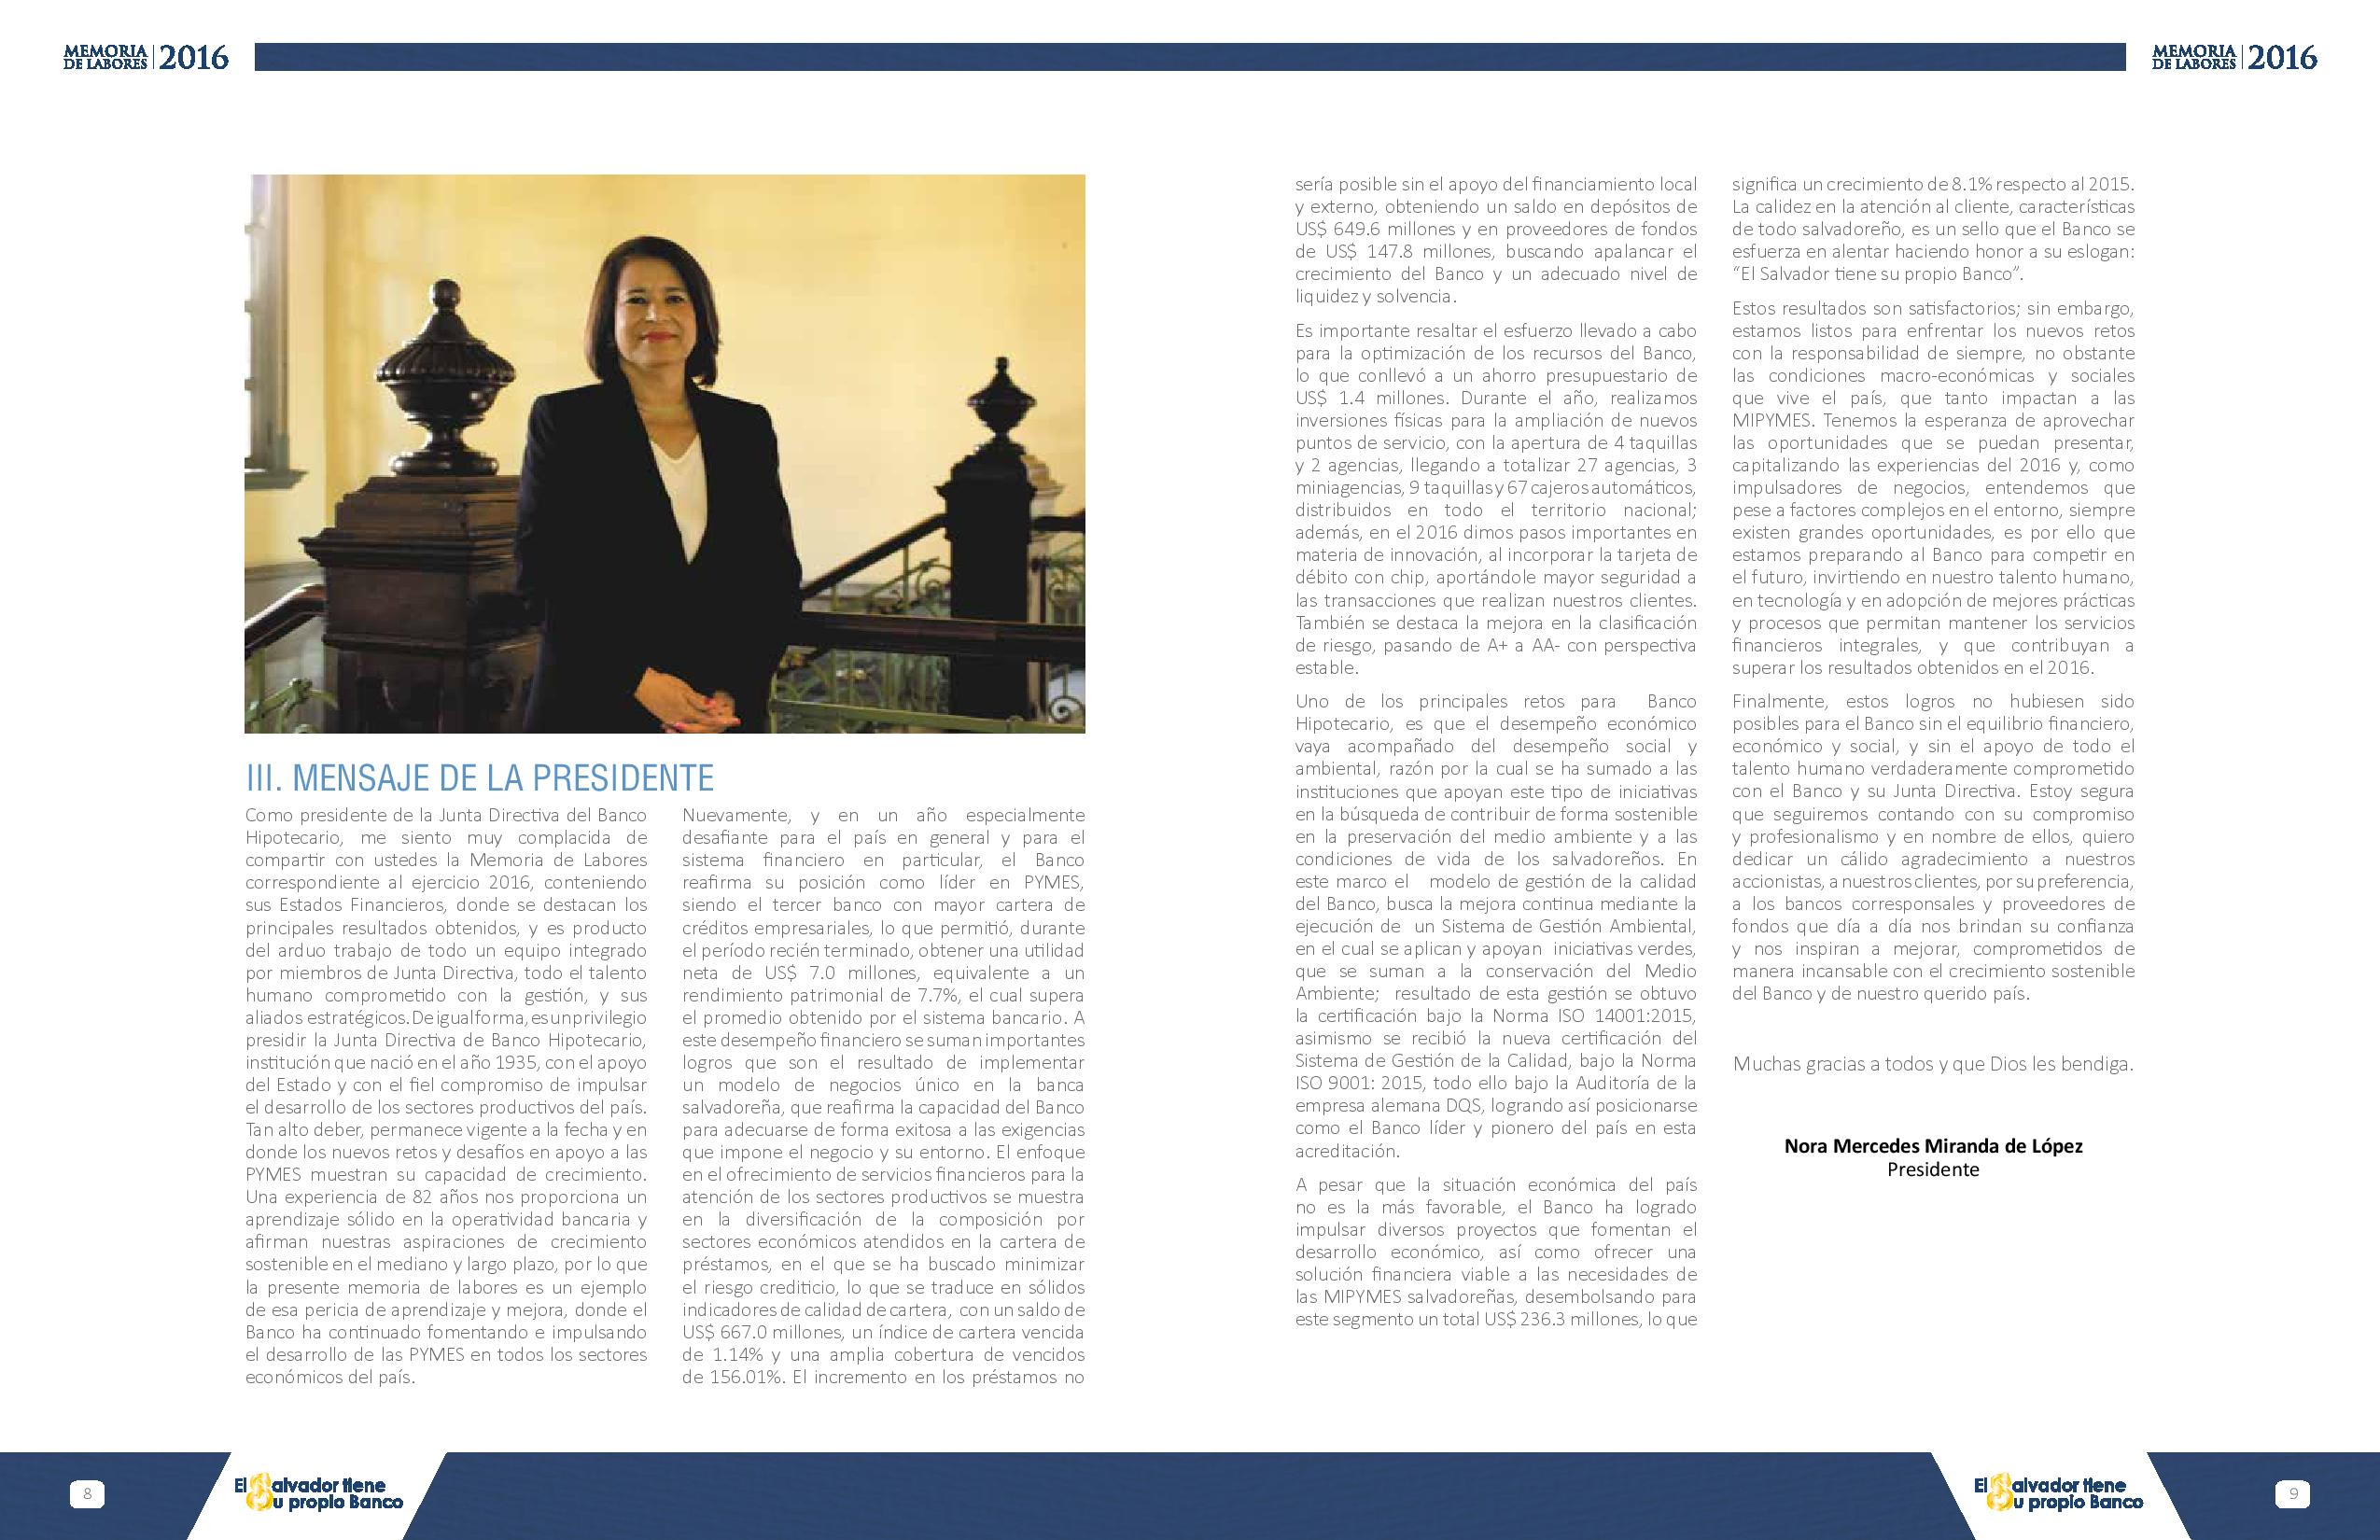 MEMORIA
DE LABORES 2016
MEMORIA
DE LABORES 2016
III. MENSAJE DE LA PRESIDENTE
Como presidente de la Junta Directiva del Banco
Hipotecario, me siento muy complacida de
compartir con ustedes la Memoria de Labores
correspondiente al ejercicio 2016, conteniendo
sus Estados Financieros, donde se destacan los
principales resultados obtenidos, y es producto
del arduo trabajo de todo un equipo integrado
por miembros de Junta Directiva, todo el talento
humano comprometido con la gestión, y sus
aliados estratégicos. De igual forma, es un privilegio
presidir la Junta Directiva de Banco Hipotecario,
institución que nació en el año 1935, con el apoyo
del Estado y con el fiel compromiso de impulsar
el desarrollo de los sectores productivos del país.
Tan alto deber, permanece vigente a la fecha y en
donde los nuevos retos y desafíos en apoyo a las
PYMES muestran su capacidad de crecimiento.
Una experiencia de 82 años nos proporciona un
aprendizaje sólido en la operatividad bancaria y
afirman nuestras aspiraciones de crecimiento
sostenible en el mediano y largo plazo, por lo que
la presente memoria de labores es un ejemplo
de esa pericia de aprendizaje y mejora, donde el
Banco ha continuado fomentando e impulsando
el desarrollo de las PYMES en todos los sectores
económicos del país.
Nuevamente, y en un año especialmente
desafiante para el país en general y para el
sistema financiero en particular, el Banco
reafirma su posición como líder en PYMES,
siendo el tercer banco con mayor cartera de
créditos empresariales, lo que permitió, durante
el período recién terminado, obtener una utilidad
neta de US$ 7.0 millones, equivalente a un
rendimiento patrimonial de 7.7%, el cual supera
el promedio obtenido por el sistema bancario. A
este desempeño financiero se suman importantes
logros que son el resultado de implementar
un modelo de negocios único en la banca
salvadoreña, que reafirma la capacidad del Banco
para adecuarse de forma exitosa a las exigencias
que impone el negocio y su entorno. El enfoque
en el ofrecimiento de servicios financieros para la
atención de los sectores productivos se muestra
en la diversificación de la composición por
sectores económicos atendidos en la cartera de
préstamos, en el que se ha buscado minimizar
el riesgo crediticio, lo que se traduce en sólidos
indicadores de calidad de cartera, con un saldo de
US$ 667.0 millones, un índice de cartera vencida
de 1.14% y una amplia cobertura de vencidos
de 156.01%. El incremento en los préstamos no
sería posible sin el apoyo del financiamiento local
y externo, obteniendo un saldo en depósitos de
US$ 649.6 millones y en proveedores de fondos
de US$ 147.8 millones, buscando apalancar el
crecimiento del Banco y un adecuado nivel de
liquidez y solvencia.
Es importante resaltar el esfuerzo llevado a cabo
para la optimización de los recursos del Banco,
lo que conllevó a un ahorro presupuestario de
US$ 1.4 millones. Durante el año, realizamos
inversiones físicas para la ampliación de nuevos
puntos de servicio, con la apertura de 4 taquillas
y 2 agencias, llegando a totalizar 27 agencias, 3
miniagencias, 9 taquillas y 67 cajeros automáticos,
distribuidos en todo el territorio nacional;
además, en el 2016 dimos pasos importantes en
materia de innovación, al incorporar la tarjeta de
débito con chip, aportándole mayor seguridad a
las transacciones que realizan nuestros clientes.
También se destaca la mejora en la clasificación
de riesgo, pasando de A+ a AA- con perspectiva
estable.
Uno de los principales retos para Banco
Hipotecario, es que el desempeño económico
vaya acompañado del desempeño social y
ambiental, razón por la cual se ha sumado a las
instituciones que apoyan este tipo de iniciativas
en la búsqueda de contribuir de forma sostenible
en la preservación del medio ambiente y a las
condiciones de vida de los salvadoreños. En
este marco el modelo de gestión de la calidad
del Banco, busca la mejora continua mediante la
ejecución de un Sistema de Gestión Ambiental,
en el cual se aplican y apoyan iniciativas verdes,
que se suman a la conservación del Medio
Ambiente; resultado de esta gestión se obtuvo
la certificación bajo la Norma ISO 14001:2015,
asimismo se recibió la nueva certificación del
Sistema de Gestión de la Calidad, bajo la Norma
ISO 9001: 2015, todo ello bajo la Auditoría de la
empresa alemana DQS, logrando así posicionarse
como el Banco líder y pionero del país en esta
acreditación.
A pesar que la situación económica del país
no es la más favorable, el Banco ha logrado
impulsar diversos proyectos que fomentan el
desarrollo económico, así como ofrecer una
solución financiera viable a las necesidades de
las MIPYMES salvadoreñas, desembolsando para
este segmento un total US$ 236.3 millones, lo que
significa un crecimiento de 8.1% respecto al 2015.
La calidez en la atención al cliente, características
de todo salvadoreño, es un sello que el Banco se
esfuerza en alentar haciendo honor a su eslogan:
“El Salvador tiene su propio Banco”.
Estos resultados son satisfactorios; sin embargo,
estamos listos para enfrentar los nuevos retos
con la responsabilidad de siempre, no obstante
las condiciones macro-económicas y sociales
que vive el país, que tanto impactan a las
MIPYMES. Tenemos la esperanza de aprovechar
las oportunidades que se puedan presentar,
capitalizando las experiencias del 2016 y, como
impulsadores de negocios, entendemos que
pese a factores complejos en el entorno, siempre
existen grandes oportunidades, es por ello que
estamos preparando al Banco para competir en
el futuro, invirtiendo en nuestro talento humano,
en tecnología y en adopción de mejores prácticas
y procesos que permitan mantener los servicios
financieros integrales, y que contribuyan a
superar los resultados obtenidos en el 2016.
Finalmente, estos logros no hubiesen sido
posibles para el Banco sin el equilibrio financiero,
económico y social, y sin el apoyo de todo el
talento humano verdaderamente comprometido
con el Banco y su Junta Directiva. Estoy segura
que seguiremos contando con su compromiso
y profesionalismo y en nombre de ellos, quiero
dedicar un cálido agradecimiento a nuestros
accionistas, a nuestros clientes, por su preferencia,
a los bancos corresponsales y proveedores de
fondos que día a día nos brindan su confianza
y nos inspiran a mejorar, comprometidos de
manera incansable con el crecimiento sostenible
del Banco y de nuestro querido país.
Muchas gracias a todos y que Dios les bendiga.
Nora Mercedes Miranda de López
Presidente
8
El Salvador tiene
Su propio Banco
El Salvador tiene
Su propio Banco
9